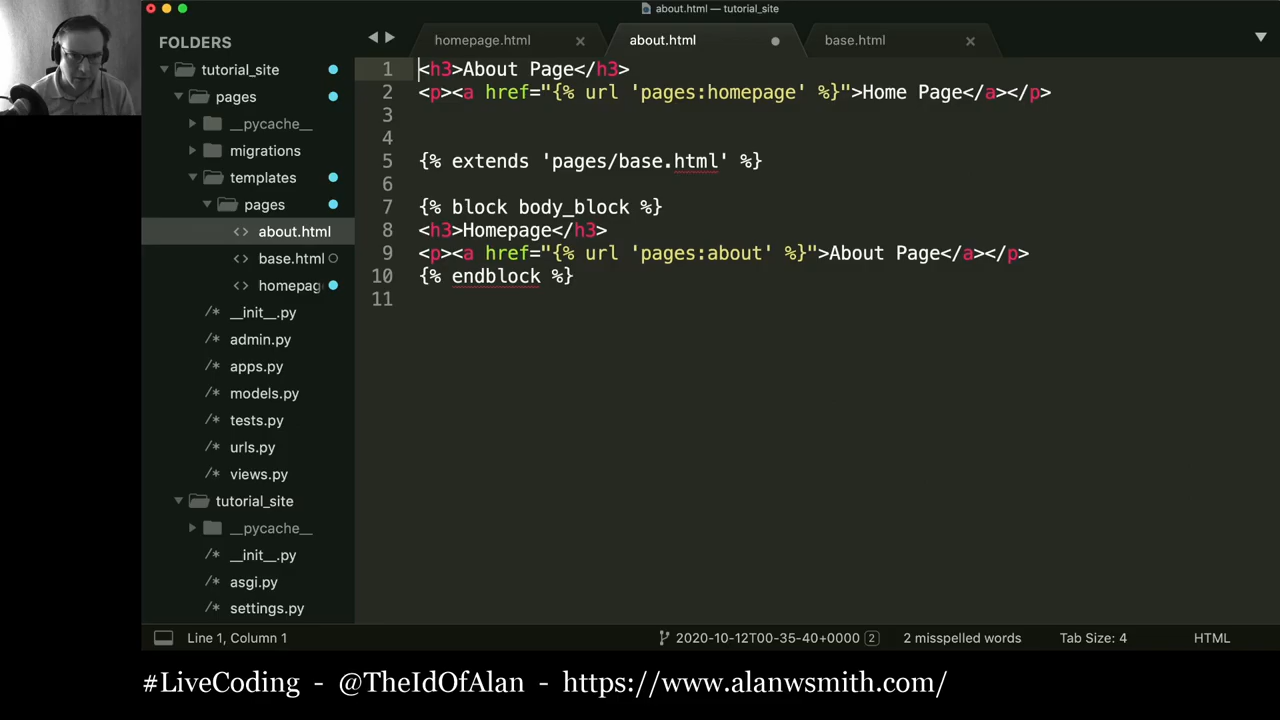 about.html — tutorial_site
FOLDERS
tutorial_site
pages
__pycache__
migrations
templates
pages
about.html
base.html
homepag
__init__.py
admin.py
apps.py
models.py
tests.py
urls.py
views.py
tutorial_site
__pycache__
__init__.py
asgi.py
settings.py
homepage.html
about.html
base.html
1 <h3>About Page</h3>
2 <p><a href="{% url 'pages:homepage' %}">Home Page</a></p>
3
4
5 {% extends 'pages/base.html' %}
6
7 {% block body_block %}
8 <h3>Homepage</h3>
9 <p><a href="{% url 'pages:about' %}">About Page</a></p>
10 {% endblock %}
11
Line 1, Column 1
2020-10-12T00-35-40+0000 2
2 misspelled words
Tab Size: 4
HTML
#LiveCoding - @TheIdOfAlan - https://www.alanwsmith.com/